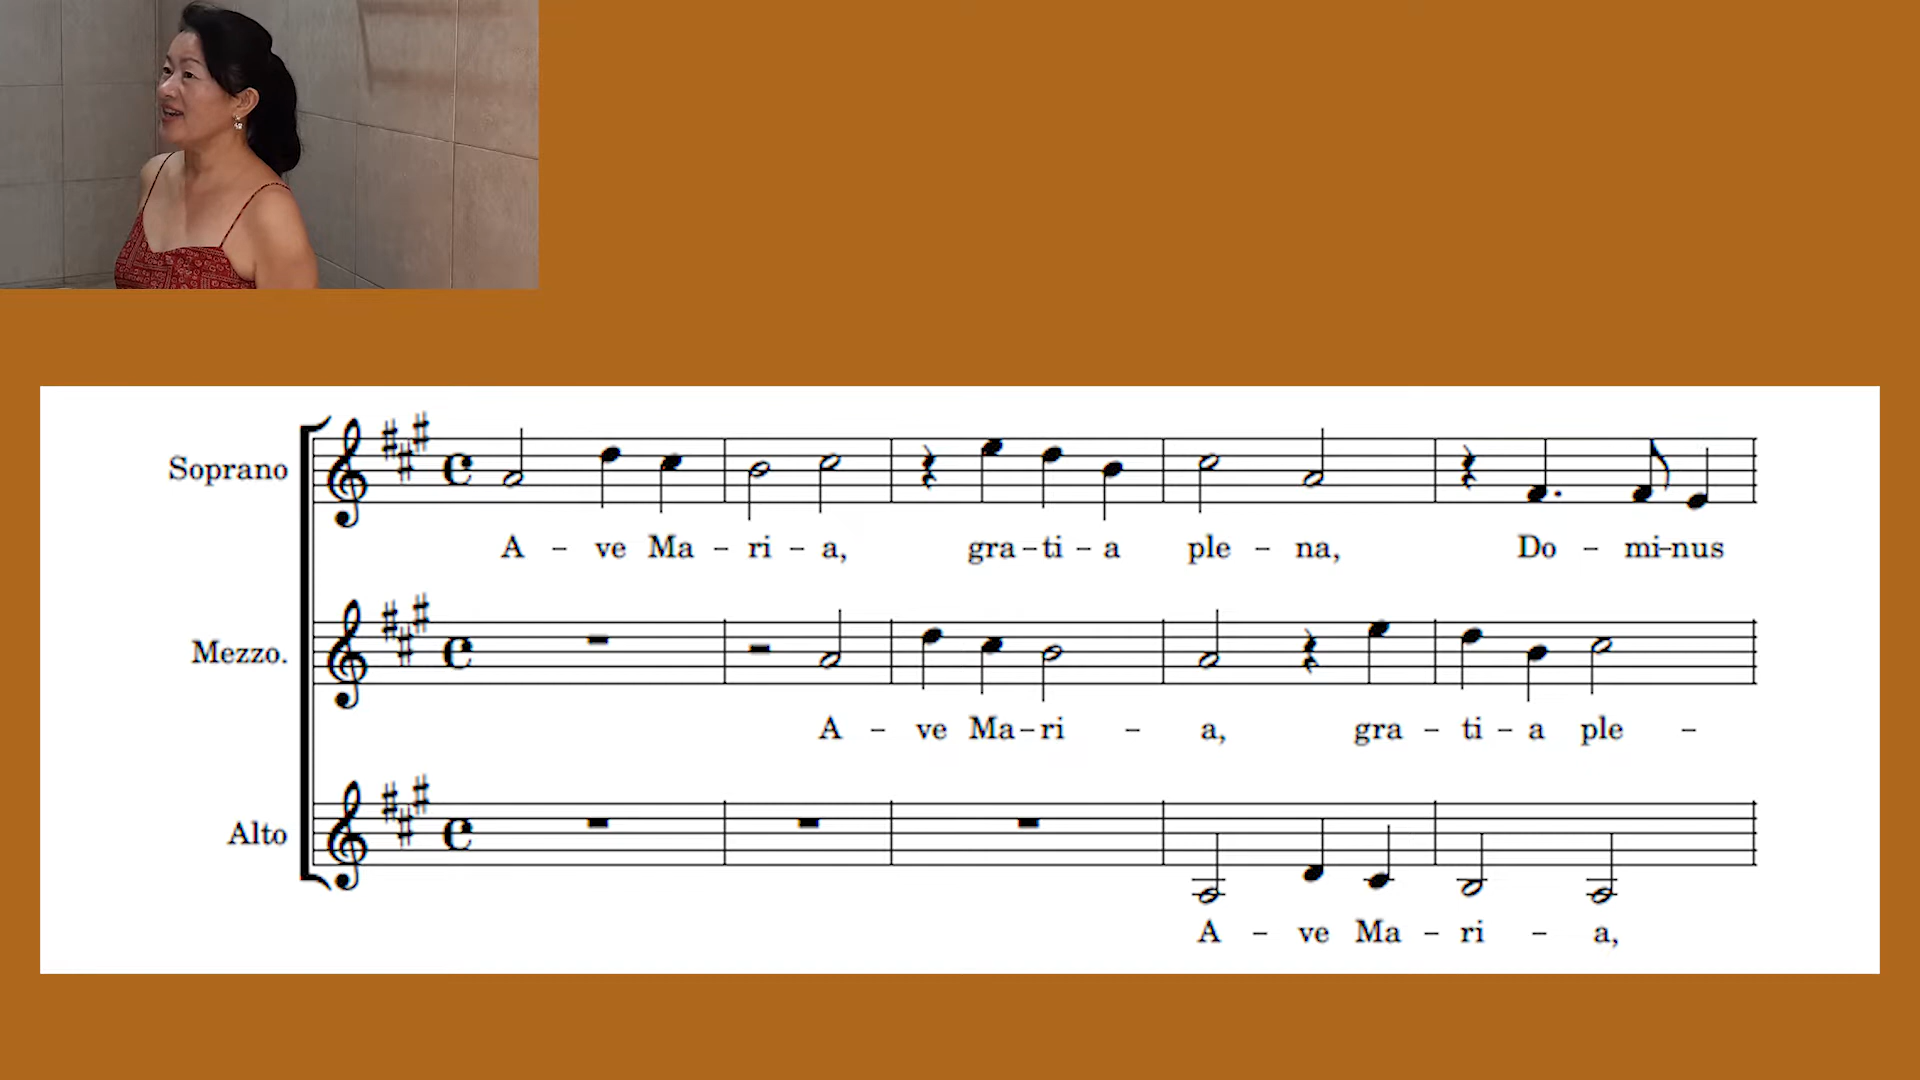 Soprano
A – ve Ma – ri – a, gra – ti – a ple – na, Do – mi – nus
Mezzo.
A – ve Ma – ri – a, gra – ti – a ple –
Alto
A – ve Ma – ri – a,